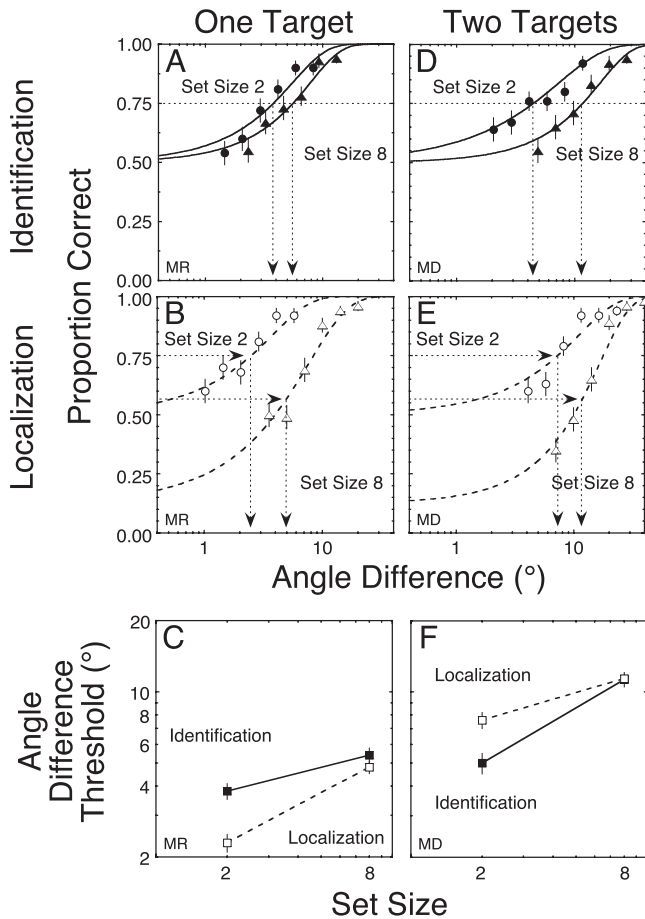 One Target
Two Targets
Identification
Localization
Proportion Correct
A
1.00
0.75
0.50
0.25
0.00
Set Size 2
Set Size 8
MR
D
Set Size 2
Set Size 8
MD
B
1.00
0.75
0.50
0.25
0.00
Set Size 2
Set Size 8
MR
1
10
E
Set Size 2
Set Size 8
MD
1
10
Angle Difference (°)
Angle
Difference
Threshold (°)
C
20
10
8
6
4
2
Identification
Localization
MR
2
8
F
Localization
Identification
MD
2
8
Set Size